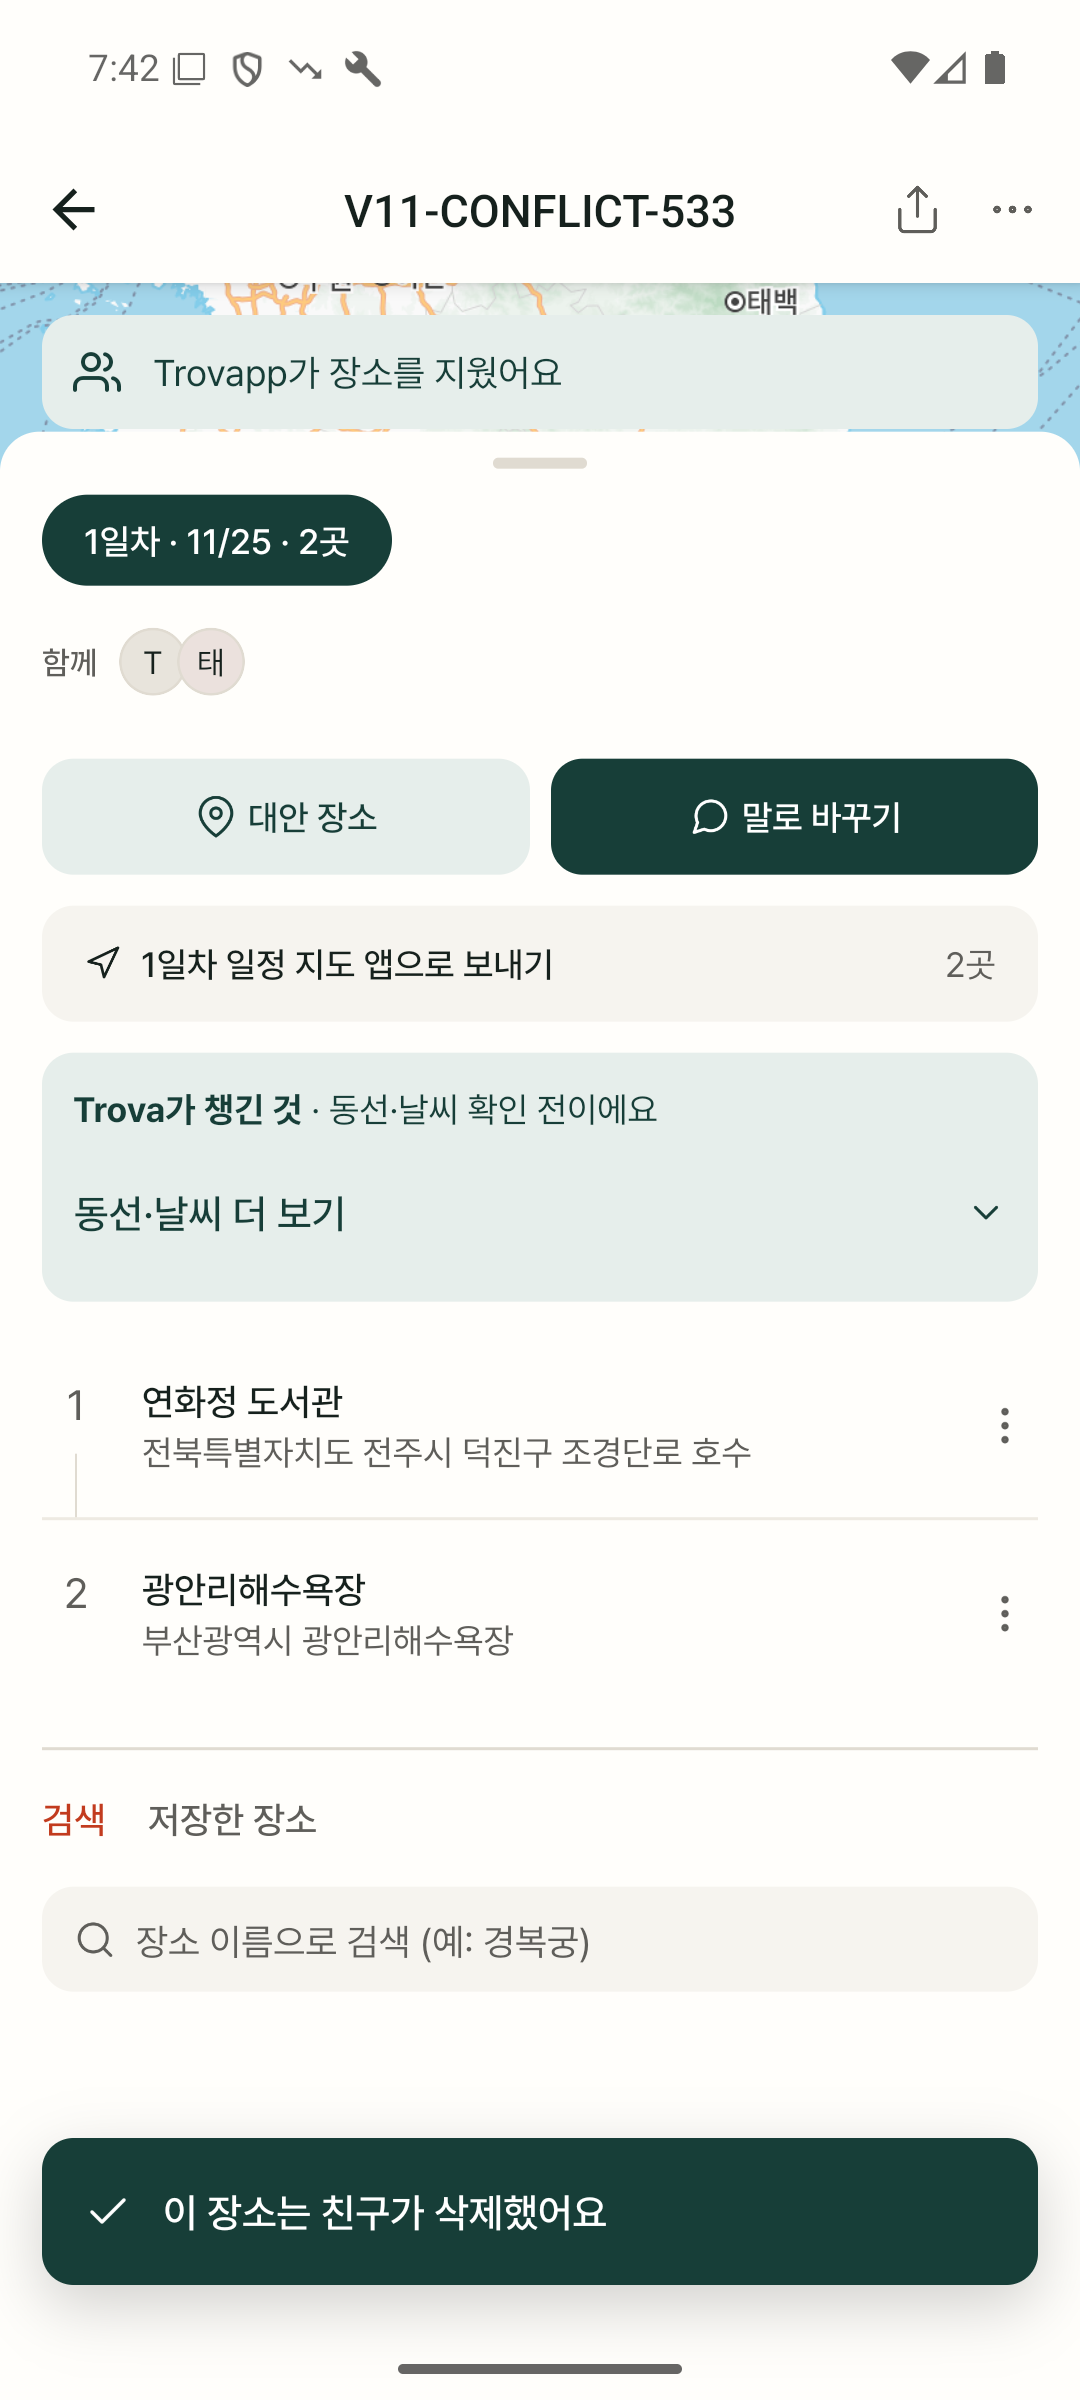 7:42
V11-CONFLICT-533
태백
Trovapp가 장소를 지웠어요
1일차 · 11/25 · 2곳
함께 T 태
대안 장소
말로 바꾸기
1일차 일정 지도 앱으로 보내기 2곳
Trova가 챙긴 것 · 동선·날씨 확인 전이에요
동선·날씨 더 보기
1 연화정 도서관
전북특별자치도 전주시 덕진구 조경단로 호수
2 광안리해수욕장
부산광역시 광안리해수욕장
검색 저장한 장소
장소 이름으로 검색 (예: 경복궁)
이 장소는 친구가 삭제했어요